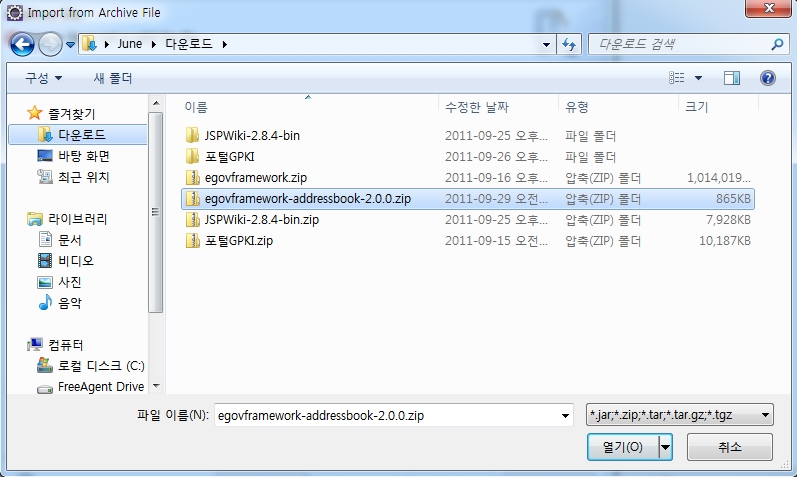 Import from Archive File
June 다운로드
다운로드 검색
구성 새 폴더
이름 수정한 날짜 유형 크기
즐겨찾기
다운로드
바탕 화면
최근 위치
라이브러리
문서
비디오
사진
음악
컴퓨터
로컬 디스크 (C:)
FreeAgent Drive
JSPWiki-2.8.4-bin 2011-09-25 오후... 파일 폴더
포털GPKI 2011-09-26 오후... 파일 폴더
egovframework.zip 2011-09-16 오후... 압축(ZIP) 폴더 1,014,019...
egovframework-addressbook-2.0.0.zip 2011-09-29 오전... 압축(ZIP) 폴더 865KB
JSPWiki-2.8.4-bin.zip 2011-09-25 오후... 압축(ZIP) 폴더 7,928KB
포털GPKI.zip 2011-09-15 오전... 압축(ZIP) 폴더 10,187KB
파일 이름(N): egovframework-addressbook-2.0.0.zip *.jar;*.zip;*.tar;*.tar.gz;*.tgz
열기(O) 취소